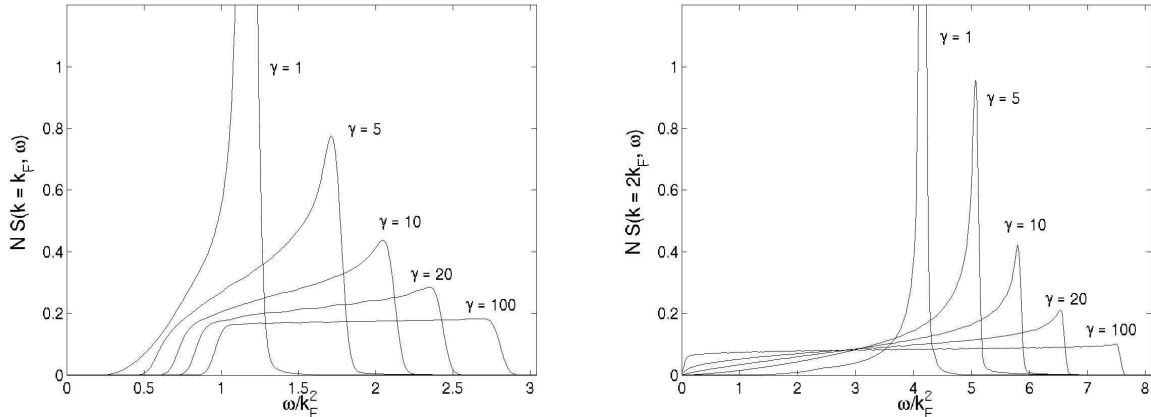 N S(k = k_F, ω)
1
0.8
0.6
0.4
0.2
0
0 0.5 1 1.5 2 2.5 3
ω/k_F^2
γ = 1
γ = 5
γ = 10
γ = 20
γ = 100
N S(k = 2k_F, ω)
1
0.8
0.6
0.4
0.2
0
0 1 2 3 4 5 6 7 8
ω/k_F^2
γ = 1
γ = 5
γ = 10
γ = 20
γ = 100